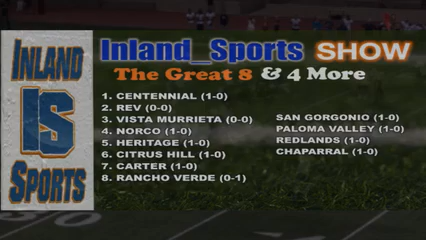 INLAND
IS
SPORTS
Inland_Sports SHOW
The Great 8 & 4 More
1. CENTENNIAL (1-0)
2. REV (0-0)
3. VISTA MURRIETA (0-0)
4. NORCO (1-0)
5. HERITAGE (1-0)
6. CITRUS HILL (1-0)
7. CARTER (1-0)
8. RANCHO VERDE (0-1)
SAN GORGONIO (1-0)
PALOMA VALLEY (1-0)
REDLANDS (1-0)
CHAPARRAL (1-0)